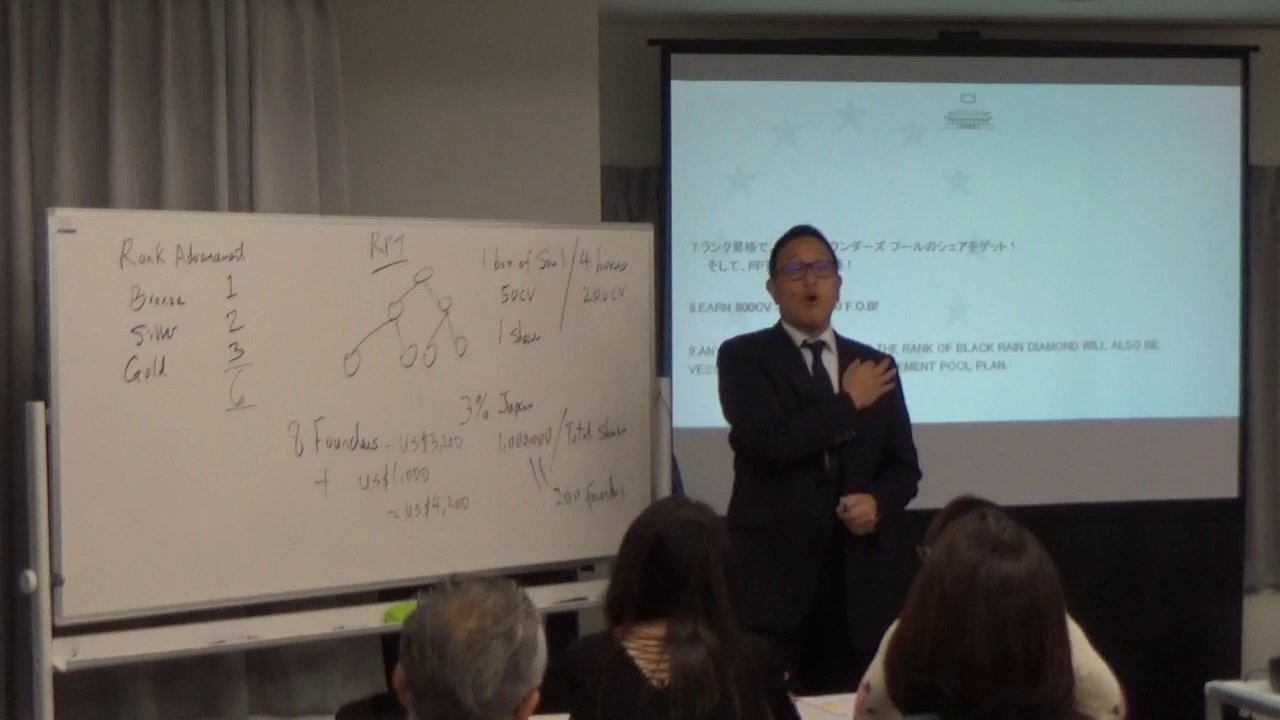 Rank Advancement
Bronze 1
Silver 2
Gold 3
6
RPT
1 box of Soul / 4 boxes
50CV / 200CV
1 Share
3% Japan
8 Founders - US$3,200
+ US$1,000
= US$4,200
1,000,000 / Total Shares
200 Founders
7.ランク昇格で、 ウンダーズ プールのシェアをゲット!
そして、RPT
8.EARN 800CV F.O.B!
9.ANY THE RANK OF BLACK RAIN DIAMOND WILL ALSO BE
EMENT POOL PLAN.